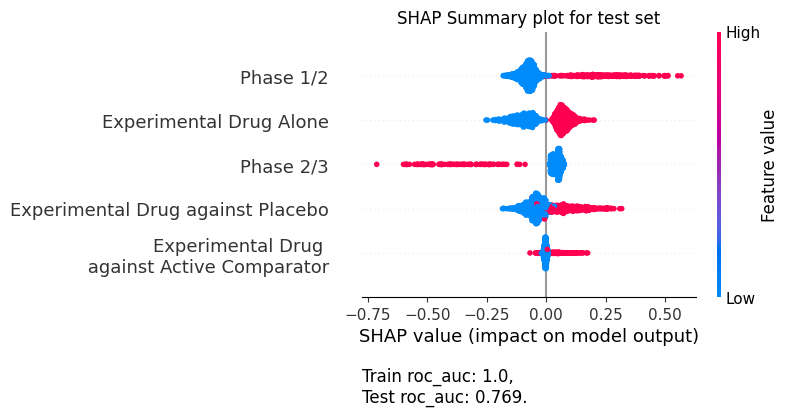 SHAP Summary plot for test set
High
Phase 1/2
Experimental Drug Alone
Phase 2/3
Experimental Drug against Placebo
Experimental Drug
against Active Comparator
Feature value
Low
−0.75 −0.50 −0.25 0.00 0.25 0.50
SHAP value (impact on model output)
Train roc_auc: 1.0,
Test roc_auc: 0.769.